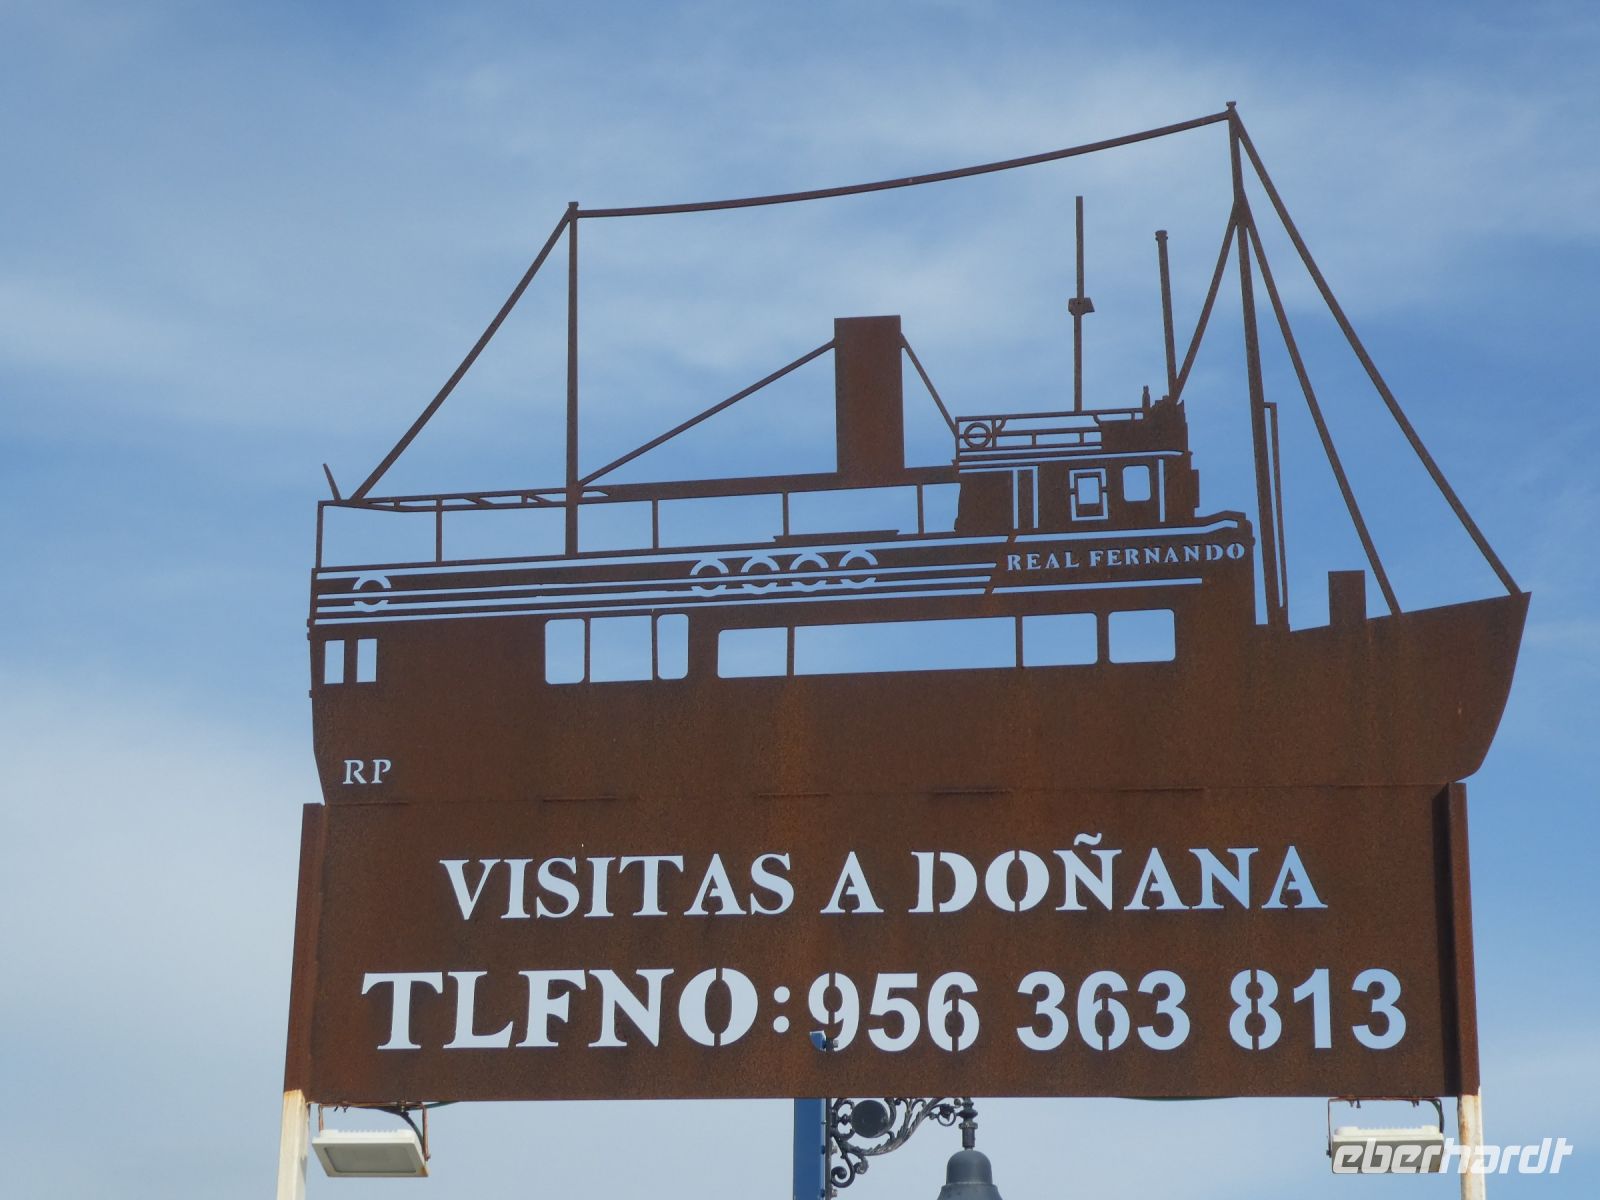 REAL FERNANDO
RP
VISITAS A DOÑANA
TLFNO: 956 363 813
eberhardt